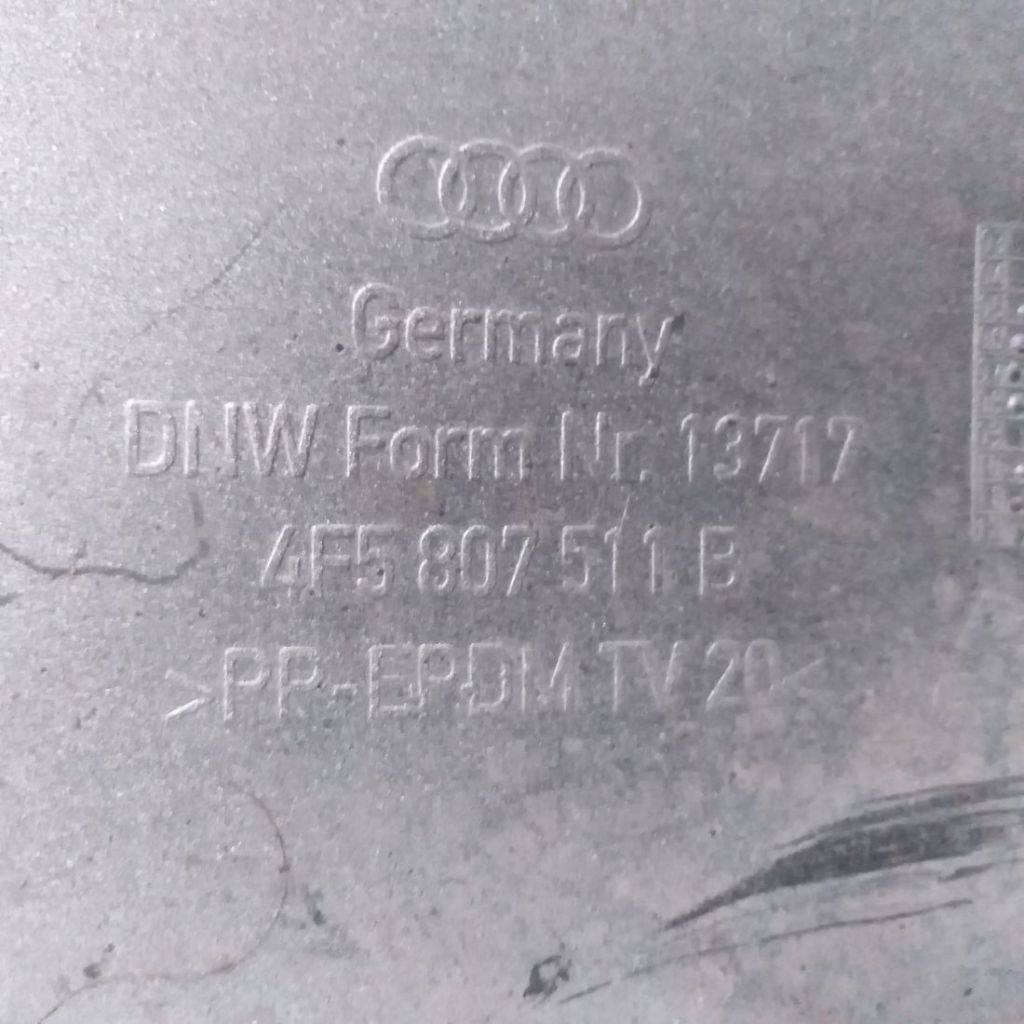 Germany
DNW Form Nr. 13717
4F5 807 511 B
>PP-EPDM TV 20<